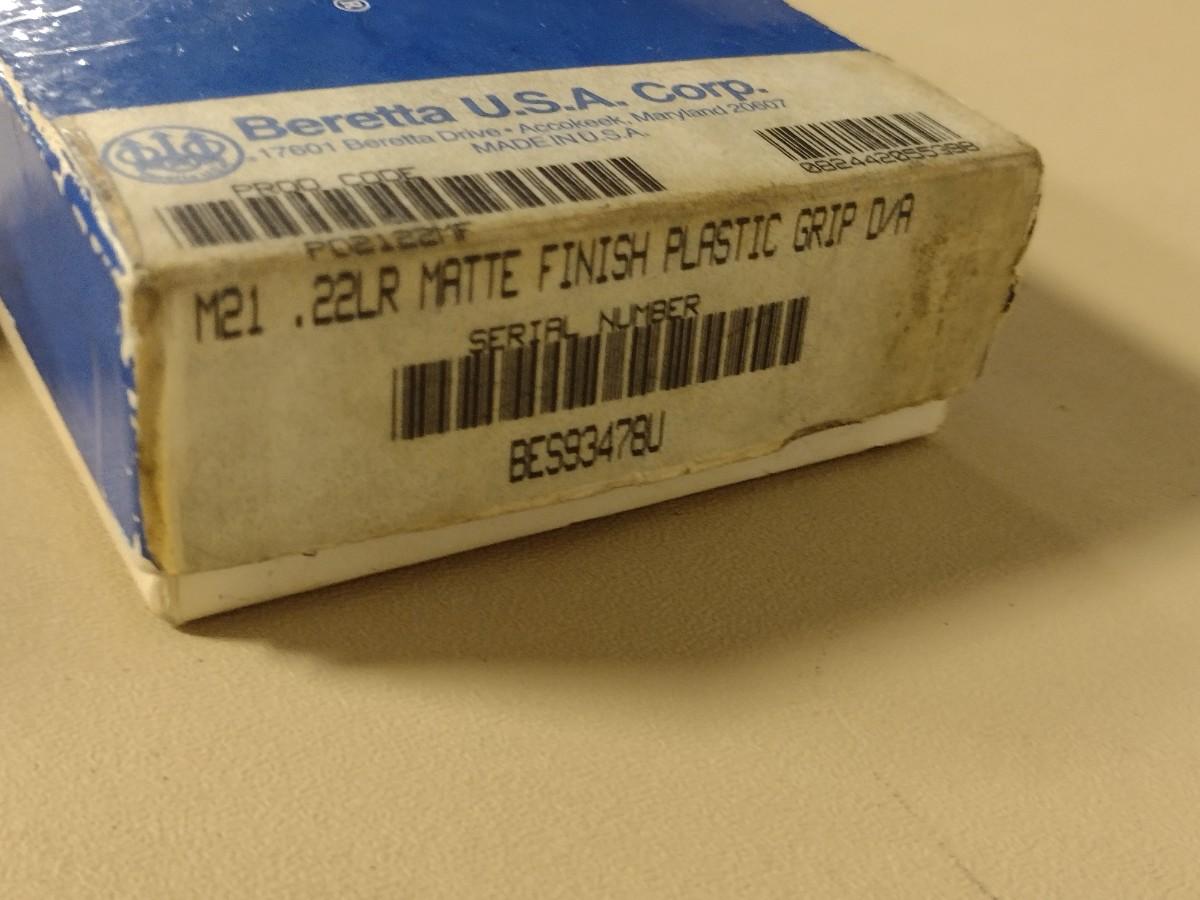 ®
Beretta U.S.A. Corp.
17601 Beretta Drive • Accokeek, Maryland 20607
MADE IN U.S.A.
PROD CODE
PO2122MF
082442055398
M21 .22LR MATTE FINISH PLASTIC GRIP D/A
SERIAL NUMBER
BES93478U